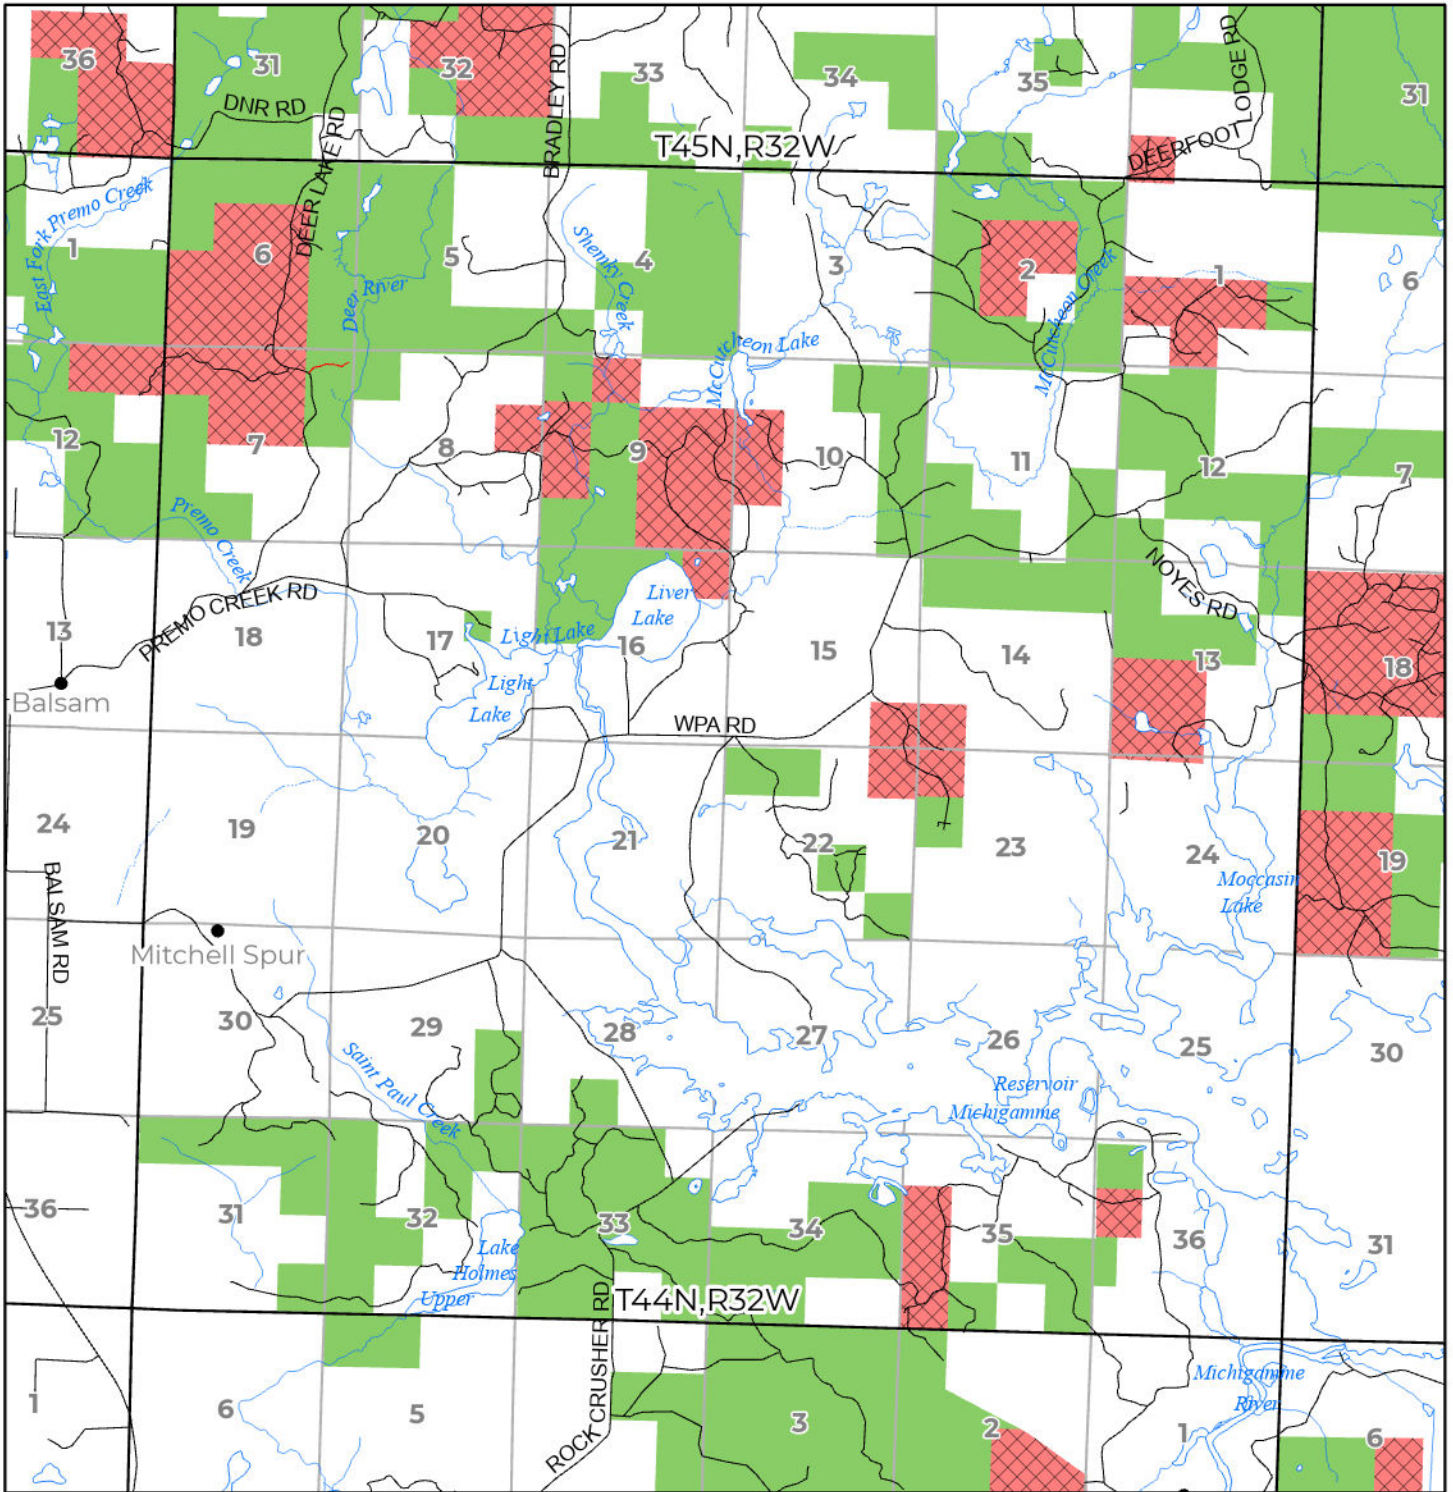 36
31
32
33
34
35
31
DNR RD
DEER LAKE RD
BRADLEY RD
LODGE RD
DEERFOOT
T45N,R32W
East Fork Premo Creek
1
6
5
4
3
2
1
6
Deer River
Shemky Creek
McCutcheon Creek
McCutcheon Lake
12
7
8
9
10
11
12
7
Premo Creek
PREMO CREEK RD
NOYES RD
Liver
Lake
Light Lake
13
18
17
16
15
14
13
18
Balsam
Light
Lake
WPA RD
24
19
20
21
22
23
24
19
Moccasin
Lake
BALSAM RD
Mitchell Spur
25
30
29
28
27
26
25
30
Saint Paul Creek
Reservoir
Michigamme
36
31
32
33
34
35
36
31
Lake
Holmes
Upper
T44N,R32W
ROCK CRUSHER RD
Michigamme
River
1
6
5
3
2
1
6